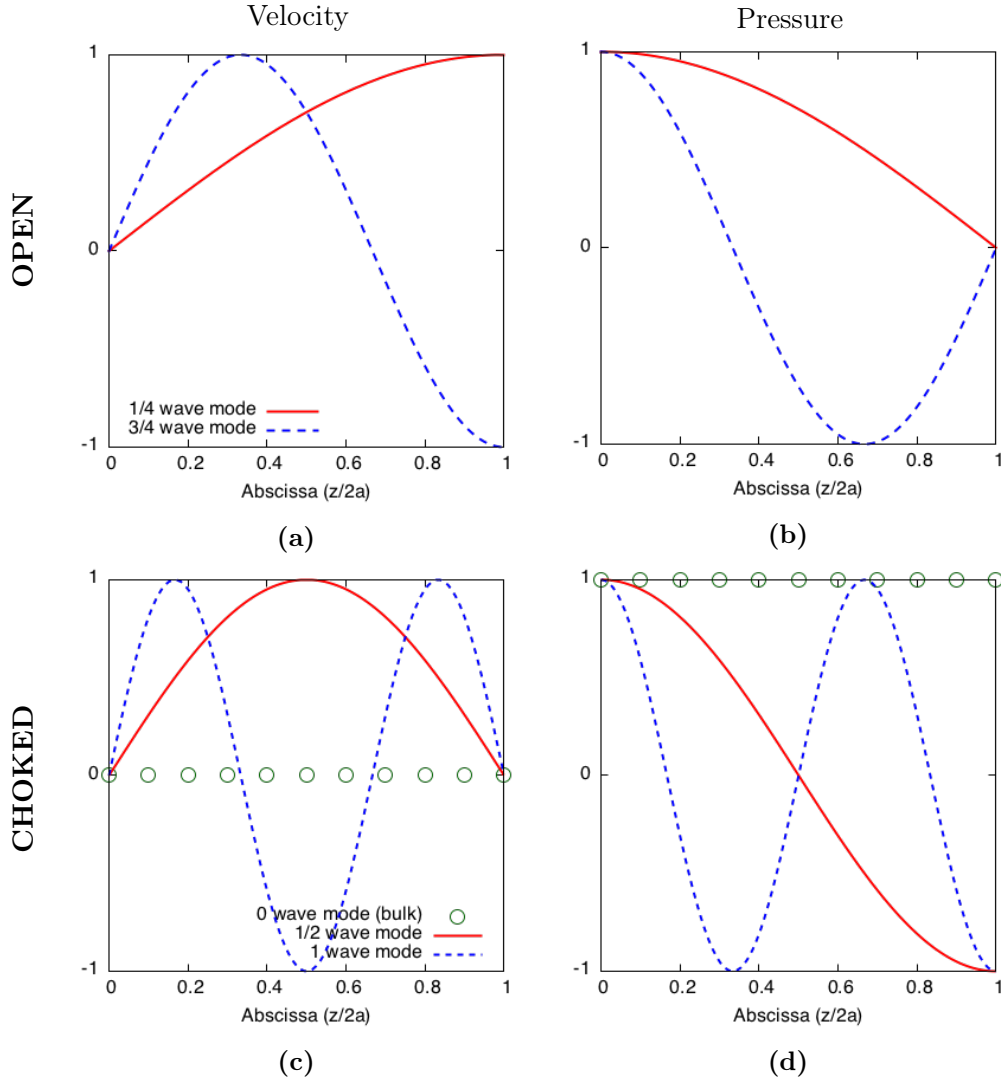 Velocity
Pressure
OPEN
1
0
-1
1/4 wave mode
3/4 wave mode
0 0.2 0.4 0.6 0.8 1
Abscissa (z/2a)
(a)
1
0
-1
0 0.2 0.4 0.6 0.8 1
Abscissa (z/2a)
(b)
CHOKED
1
0
-1
0 wave mode (bulk)
1/2 wave mode
1 wave mode
0 0.2 0.4 0.6 0.8 1
Abscissa (z/2a)
(c)
1
0
-1
0 0.2 0.4 0.6 0.8 1
Abscissa (z/2a)
(d)